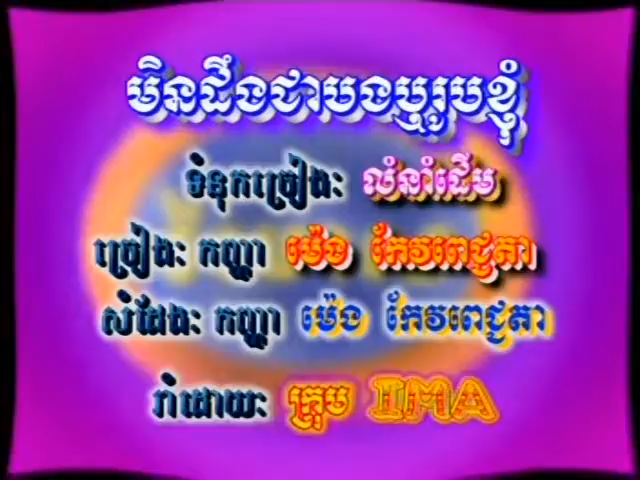 មិនដឹងជាបងឬរូបខ្ញុំ
ទំនុកច្រៀងៈ លំនាំដើម
ច្រៀងៈ កញ្ញា ម៉េង កែវពេជ្ជតា
សំដែងៈ កញ្ញា ម៉េង កែវពេជ្ជតា
រាំដោយៈ ក្រុម IMA